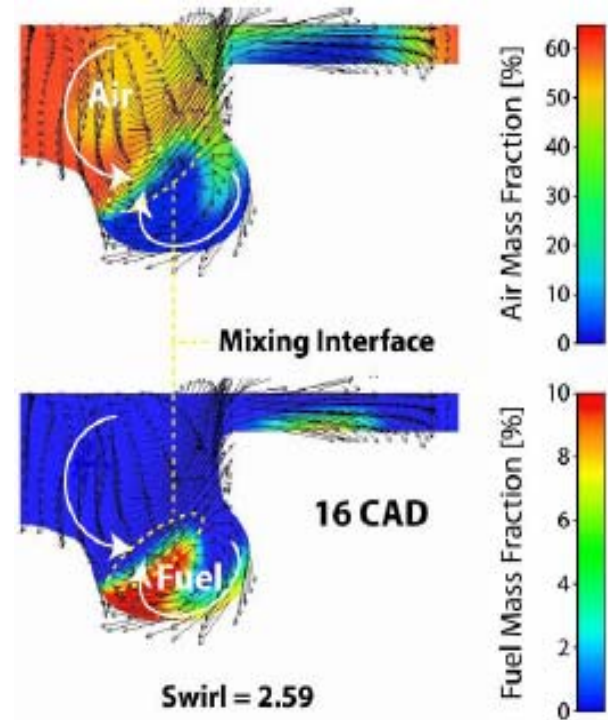 Air
60
50
40
30
20
10
0
Air Mass Fraction [%]
Mixing Interface
16 CAD
Fuel
Swirl = 2.59
10
8
6
4
2
0
Fuel Mass Fraction [%]